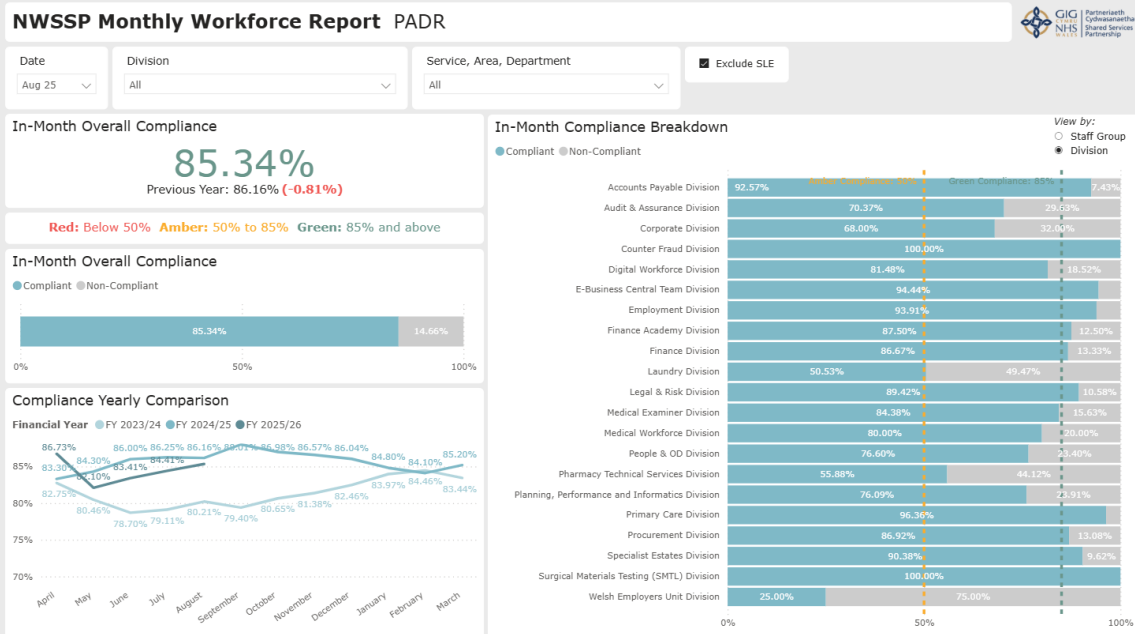 NWSSP Monthly Workforce Report PADR
GIG
CYMRU
NHS
WALES
Partneriaeth
Cydwasanaethau
Shared Services
Partnership
Date
Aug 25
Division
All
Service, Area, Department
All
Exclude SLE
In-Month Overall Compliance
85.34%
Previous Year: 86.16% (-0.81%)
Red: Below 50% Amber: 50% to 85% Green: 85% and above
In-Month Overall Compliance
Compliant Non-Compliant
85.34% 14.66%
0% 50% 100%
Compliance Yearly Comparison
Financial Year FY 2023/24 FY 2024/25 FY 2025/26
85%
80%
75%
70%
86.73%
83.30% 84.30% 86.00% 86.25% 86.16% 86.98% 86.57% 86.04% 84.80% 84.10% 85.20%
82.10% 83.41% 84.41%
82.75% 80.46% 78.70% 79.11% 80.21% 79.40% 80.65% 81.38% 82.46% 83.97% 84.46% 83.44%
April May June July August September October November December January February March
In-Month Compliance Breakdown
Compliant Non-Compliant
View by:
Staff Group
Division
Green Compliance: 85%
Accounts Payable Division 92.57% 7.43%
Audit & Assurance Division 70.37% 29.63%
Corporate Division 68.00% 32.00%
Counter Fraud Division 100.00%
Digital Workforce Division 81.48% 18.52%
E-Business Central Team Division 94.44%
Employment Division 93.91%
Finance Academy Division 87.50% 12.50%
Finance Division 86.67% 13.33%
Laundry Division 50.53% 49.47%
Legal & Risk Division 89.42% 10.58%
Medical Examiner Division 84.38% 15.63%
Medical Workforce Division 80.00% 20.00%
People & OD Division 76.60% 23.40%
Pharmacy Technical Services Division 55.88% 44.12%
Planning, Performance and Informatics Division 76.09% 23.91%
Primary Care Division 96.36%
Procurement Division 86.92% 13.08%
Specialist Estates Division 90.38% 9.62%
Surgical Materials Testing (SMTL) Division 100.00%
Welsh Employers Unit Division 25.00% 75.00%
0% 50% 100%